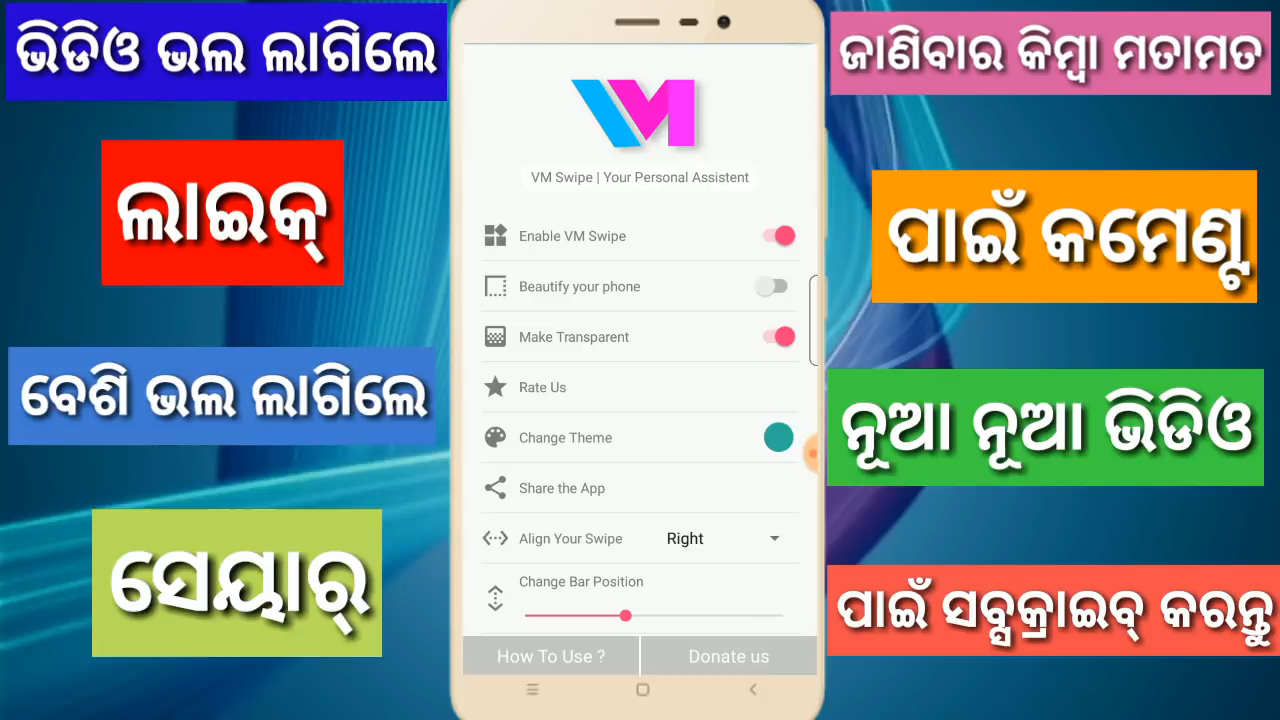 ଭିଡିଓ ଭଲ ଲାଗିଲେ
ଲାଇକ୍
ବେଶି ଭଲ ଲାଗିଲେ
ସେୟାର୍
VM
VM Swipe | Your Personal Assistent
Enable VM Swipe
Beautify your phone
Make Transparent
Rate Us
Change Theme
Share the App
Align Your Swipe Right
Change Bar Position
How To Use ? Donate us
ଜାଣିବାର କିମ୍ବା ମତାମତ
ପାଇଁ କମେଣ୍ଟ
ନୂଆ ନୂଆ ଭିଡିଓ
ପାଇଁ ସବ୍ସକ୍ରାଇବ୍ କରନ୍ତୁ